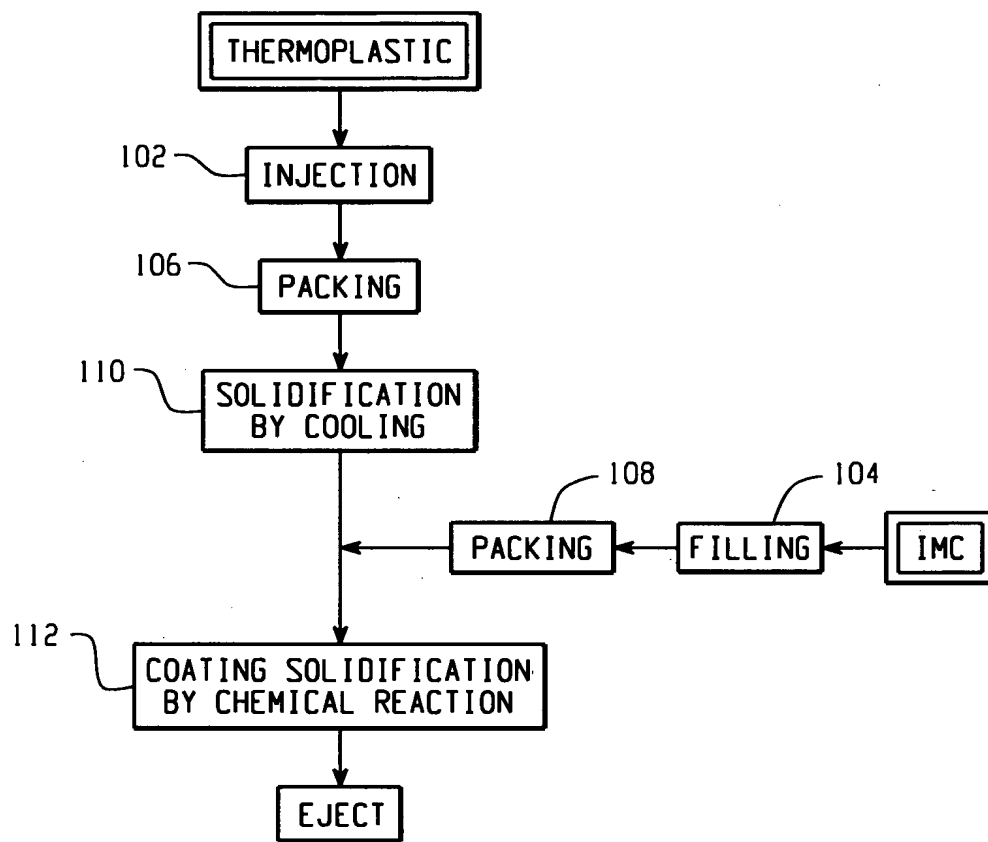 THERMOPLASTIC
102
INJECTION
106
PACKING
110
SOLIDIFICATION
BY COOLING
108
104
PACKING
FILLING
IMC
112
COATING SOLIDIFICATION
BY CHEMICAL REACTION
EJECT